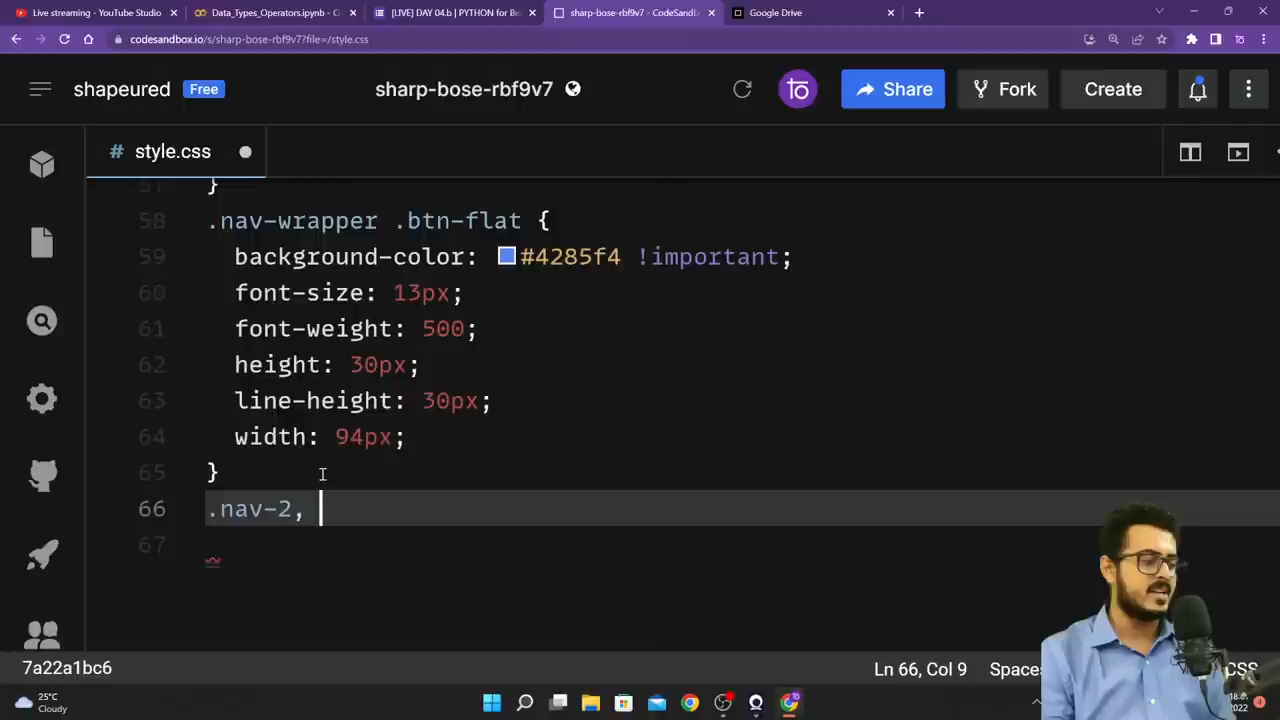 Live streaming - YouTube Studio
Data_Types_Operators.ipynb - C
[LIVE] DAY 04.b | PYTHON for Be
sharp-bose-rbf9v7 - CodeSandb
Google Drive
codesandbox.io/s/sharp-bose-rbf9v7?file=/style.css
shapeured
Free
sharp-bose-rbf9v7
Share
Fork
Create
# style.css
57 }
58 .nav-wrapper .btn-flat {
59 background-color: #4285f4 !important;
60 font-size: 13px;
61 font-weight: 500;
62 height: 30px;
63 line-height: 30px;
64 width: 94px;
65 }
66 .nav-2,
67
7a22a1bc6
Ln 66, Col 9
Space
CSS
25°C
Cloudy
2022